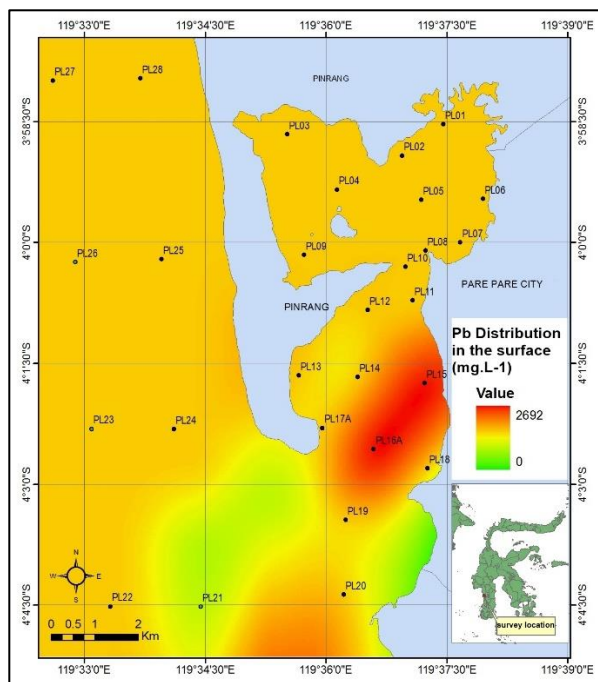 119°33'0"E 119°34'30"E 119°36'0"E 119°37'30"E 119°39'0"E
PINRANG
PL27 PL28
3°58'30"S PL01 3°58'30"S
PL03
PL02
PL04
PL05 PL06
4°0'0"S PL07 4°0'0"S
PL26 PL25 PL09 PL08
PL10
PARE PARE CITY
PINRANG PL12 PL11
Pb Distribution
in the surface
(mg.L-1)
4°1'30"S PL13 PL14 PL15 4°1'30"S
Value
2692
0
PL23 PL24 PL17A
PL16A
PL18
4°3'0"S 4°3'0"S
PL19
N
W E
S
PL20
4°4'30"S PL22 PL21 4°4'30"S
survey location
0 0.5 1 2
Km
119°33'0"E 119°34'30"E 119°36'0"E 119°37'30"E 119°39'0"E